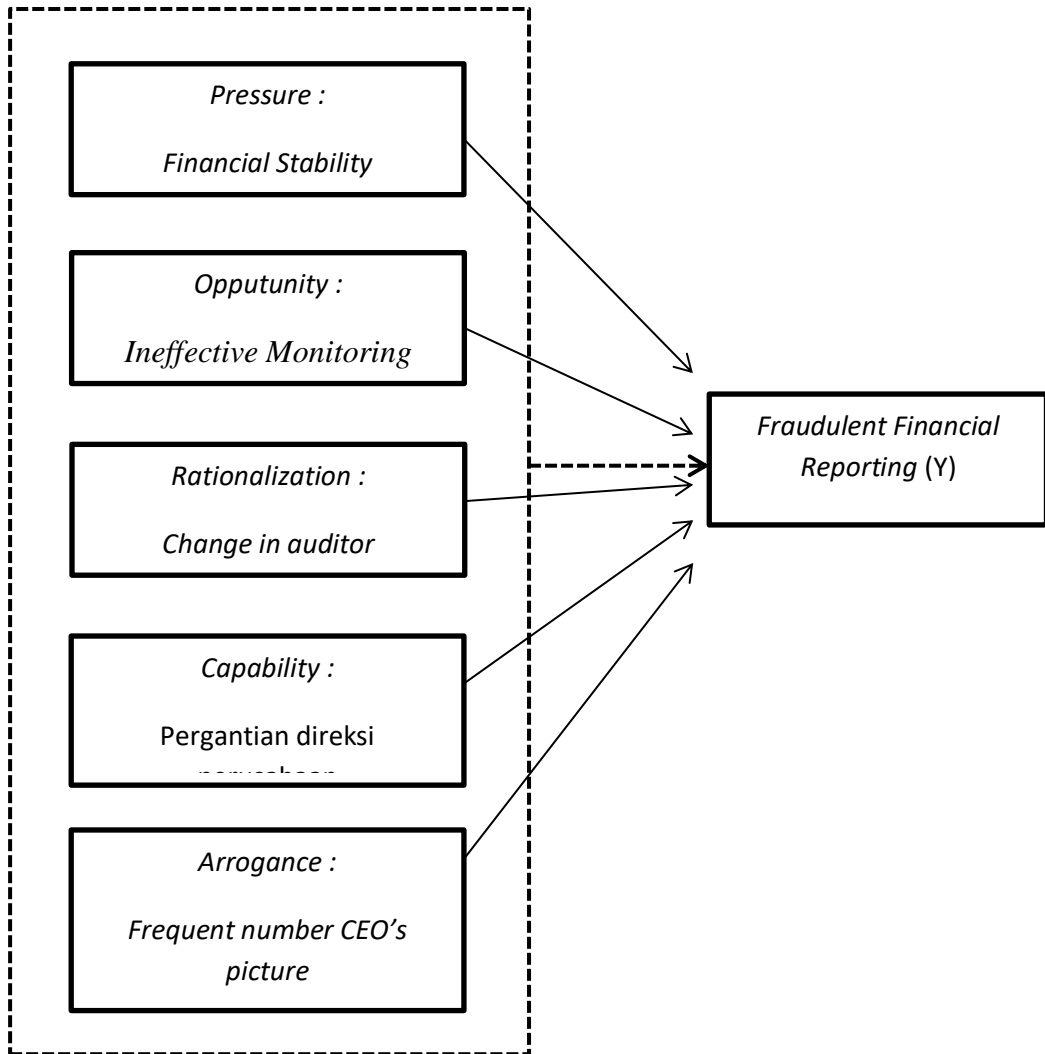 Pressure :
Financial Stability
Opputunity :
Ineffective Monitoring
Fraudulent Financial
Reporting (Y)
Rationalization :
Change in auditor
Capability :
Pergantian direksi
Arrogance :
Frequent number CEO’s
picture